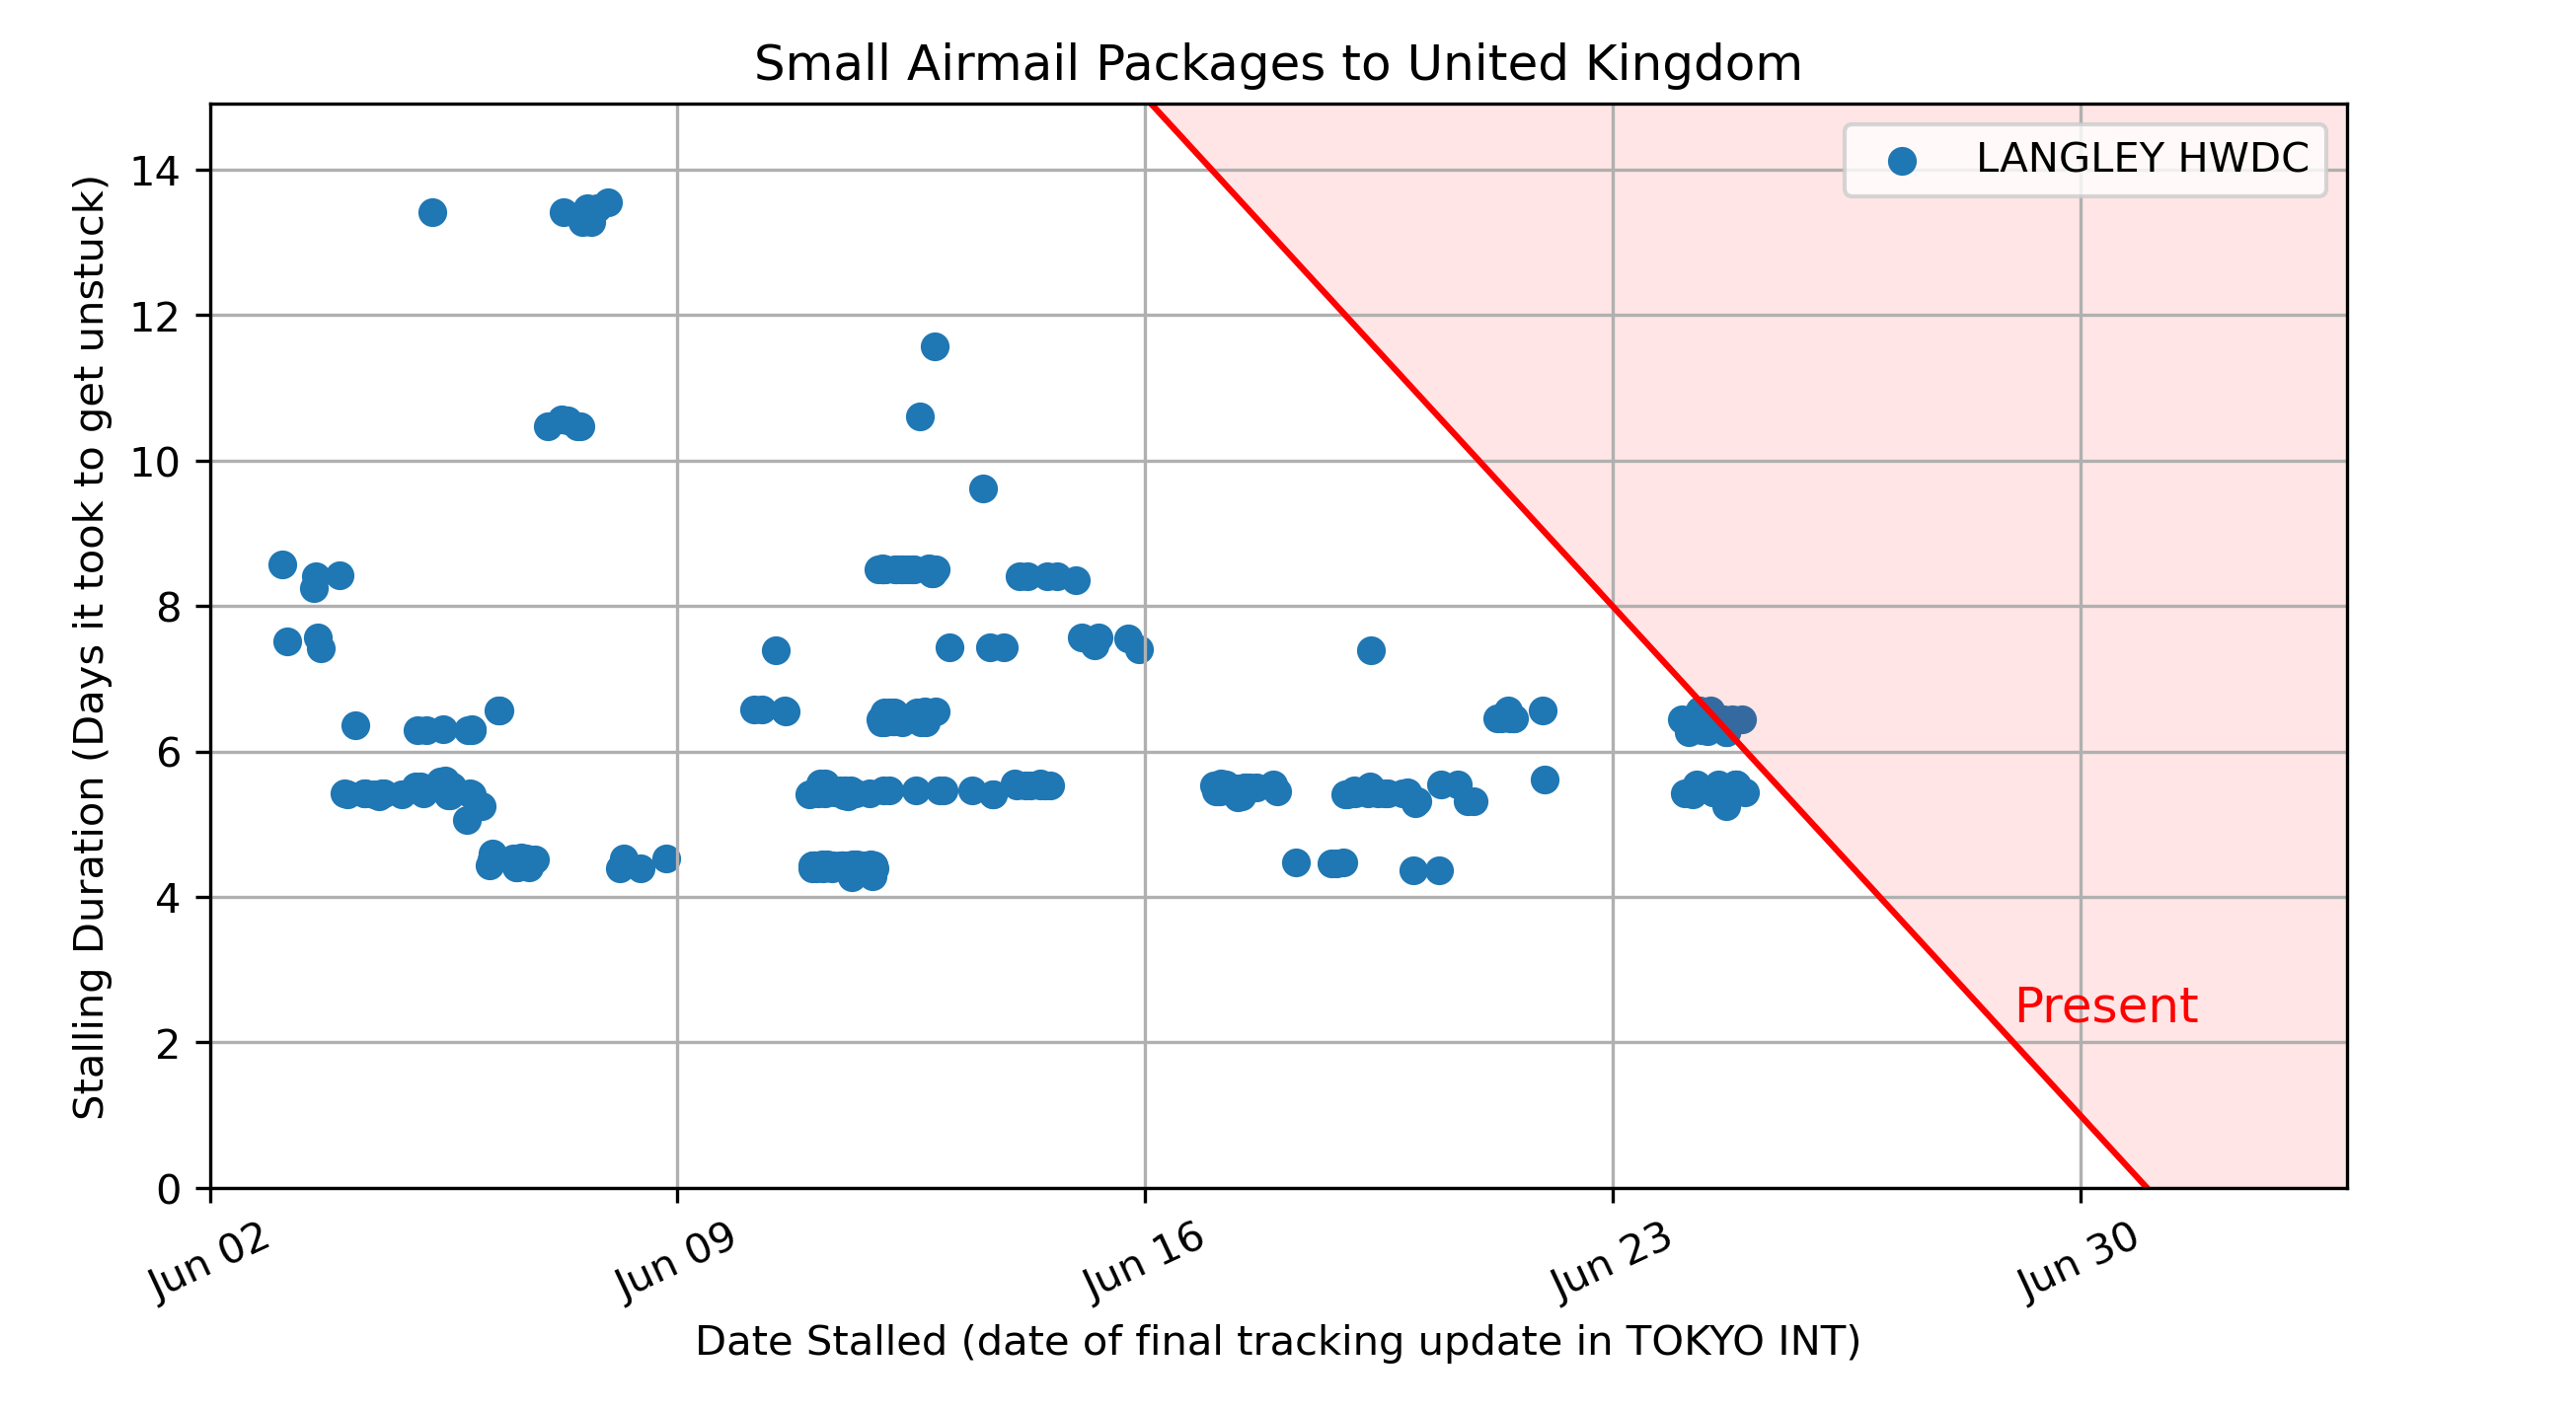 Small Airmail Packages to United Kingdom
LANGLEY HWDC
Stalling Duration (Days it took to get unstuck)
14
12
10
8
6
4
2
0
Present
Jun 02
Jun 09
Jun 16
Jun 23
Jun 30
Date Stalled (date of final tracking update in TOKYO INT)